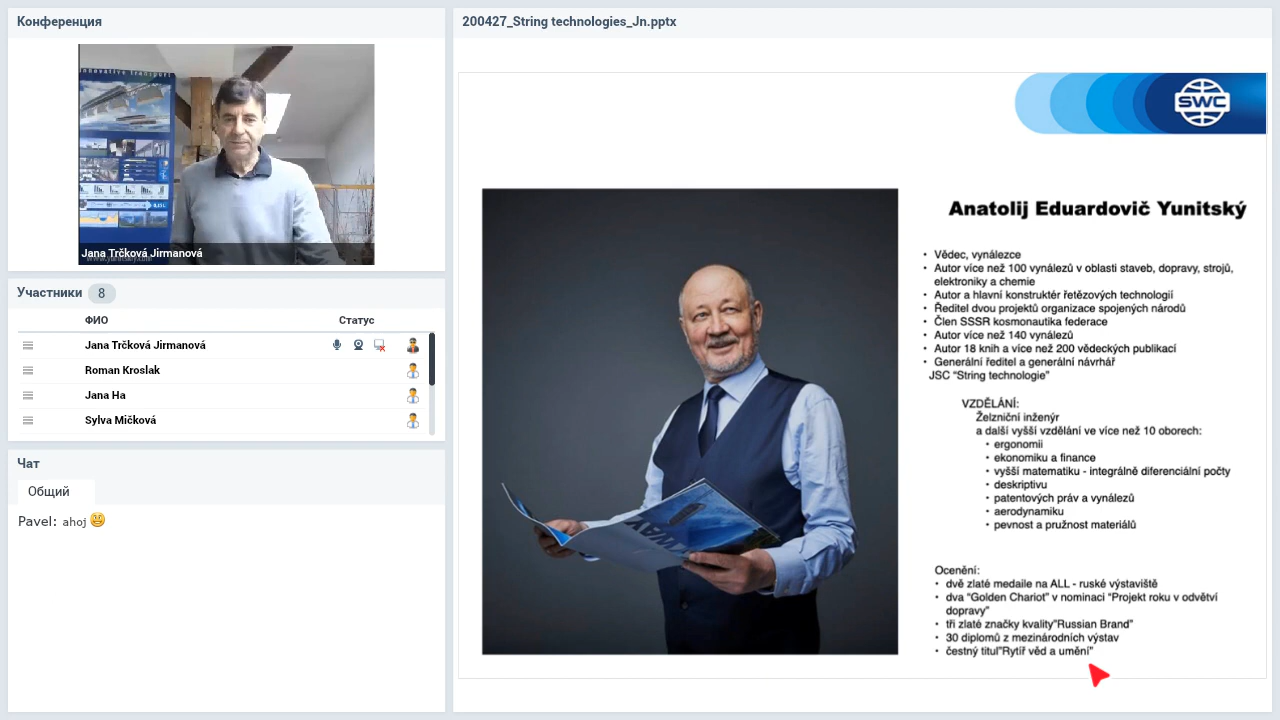 Конференция
innovative transport
Jana Trčková Jirmanová
Участники 8
ФИО Статус
Jana Trčková Jirmanová
Roman Kroslak
Jana Ha
Sylva Mičková
Чат
Общий
Pavel: ahoj
200427_String technologies_Jn.pptx
SWC
Anatolij Eduardovič Yunitský
• Vědec, vynálezce
• Autor více než 100 vynálezů v oblasti staveb, dopravy, strojů,
elektroniky a chemie
• Autor a hlavní konstruktér řetězových technologií
• Ředitel dvou projektů organizace spojených národů
• Člen SSSR kosmonautika federace
• Autor více než 140 vynálezů
• Autor 18 knih a více než 200 vědeckých publikací
• Generální ředitel a generální návrhář
JSC “String technologie”
VZDĚLÁNÍ:
Želzniční inženýr
a další vyšší vzdělání ve více než 10 oborech:
• ergonomii
• ekonomiku a finance
• vyšší matematiku - integrálně diferenciální počty
• deskriptivu
• patentových práv a vynálezů
• aerodynamiku
• pevnost a pružnost materiálů
Ocenění:
• dvě zlaté medaile na ALL - ruské výstaviště
• dva “Golden Chariot” v nominaci “Projekt roku v odvětví
dopravy”
• tři zlaté značky kvality”Russian Brand”
• 30 diplomů z mezinárodních výstav
• čestný titul”Rytíř věd a umění”